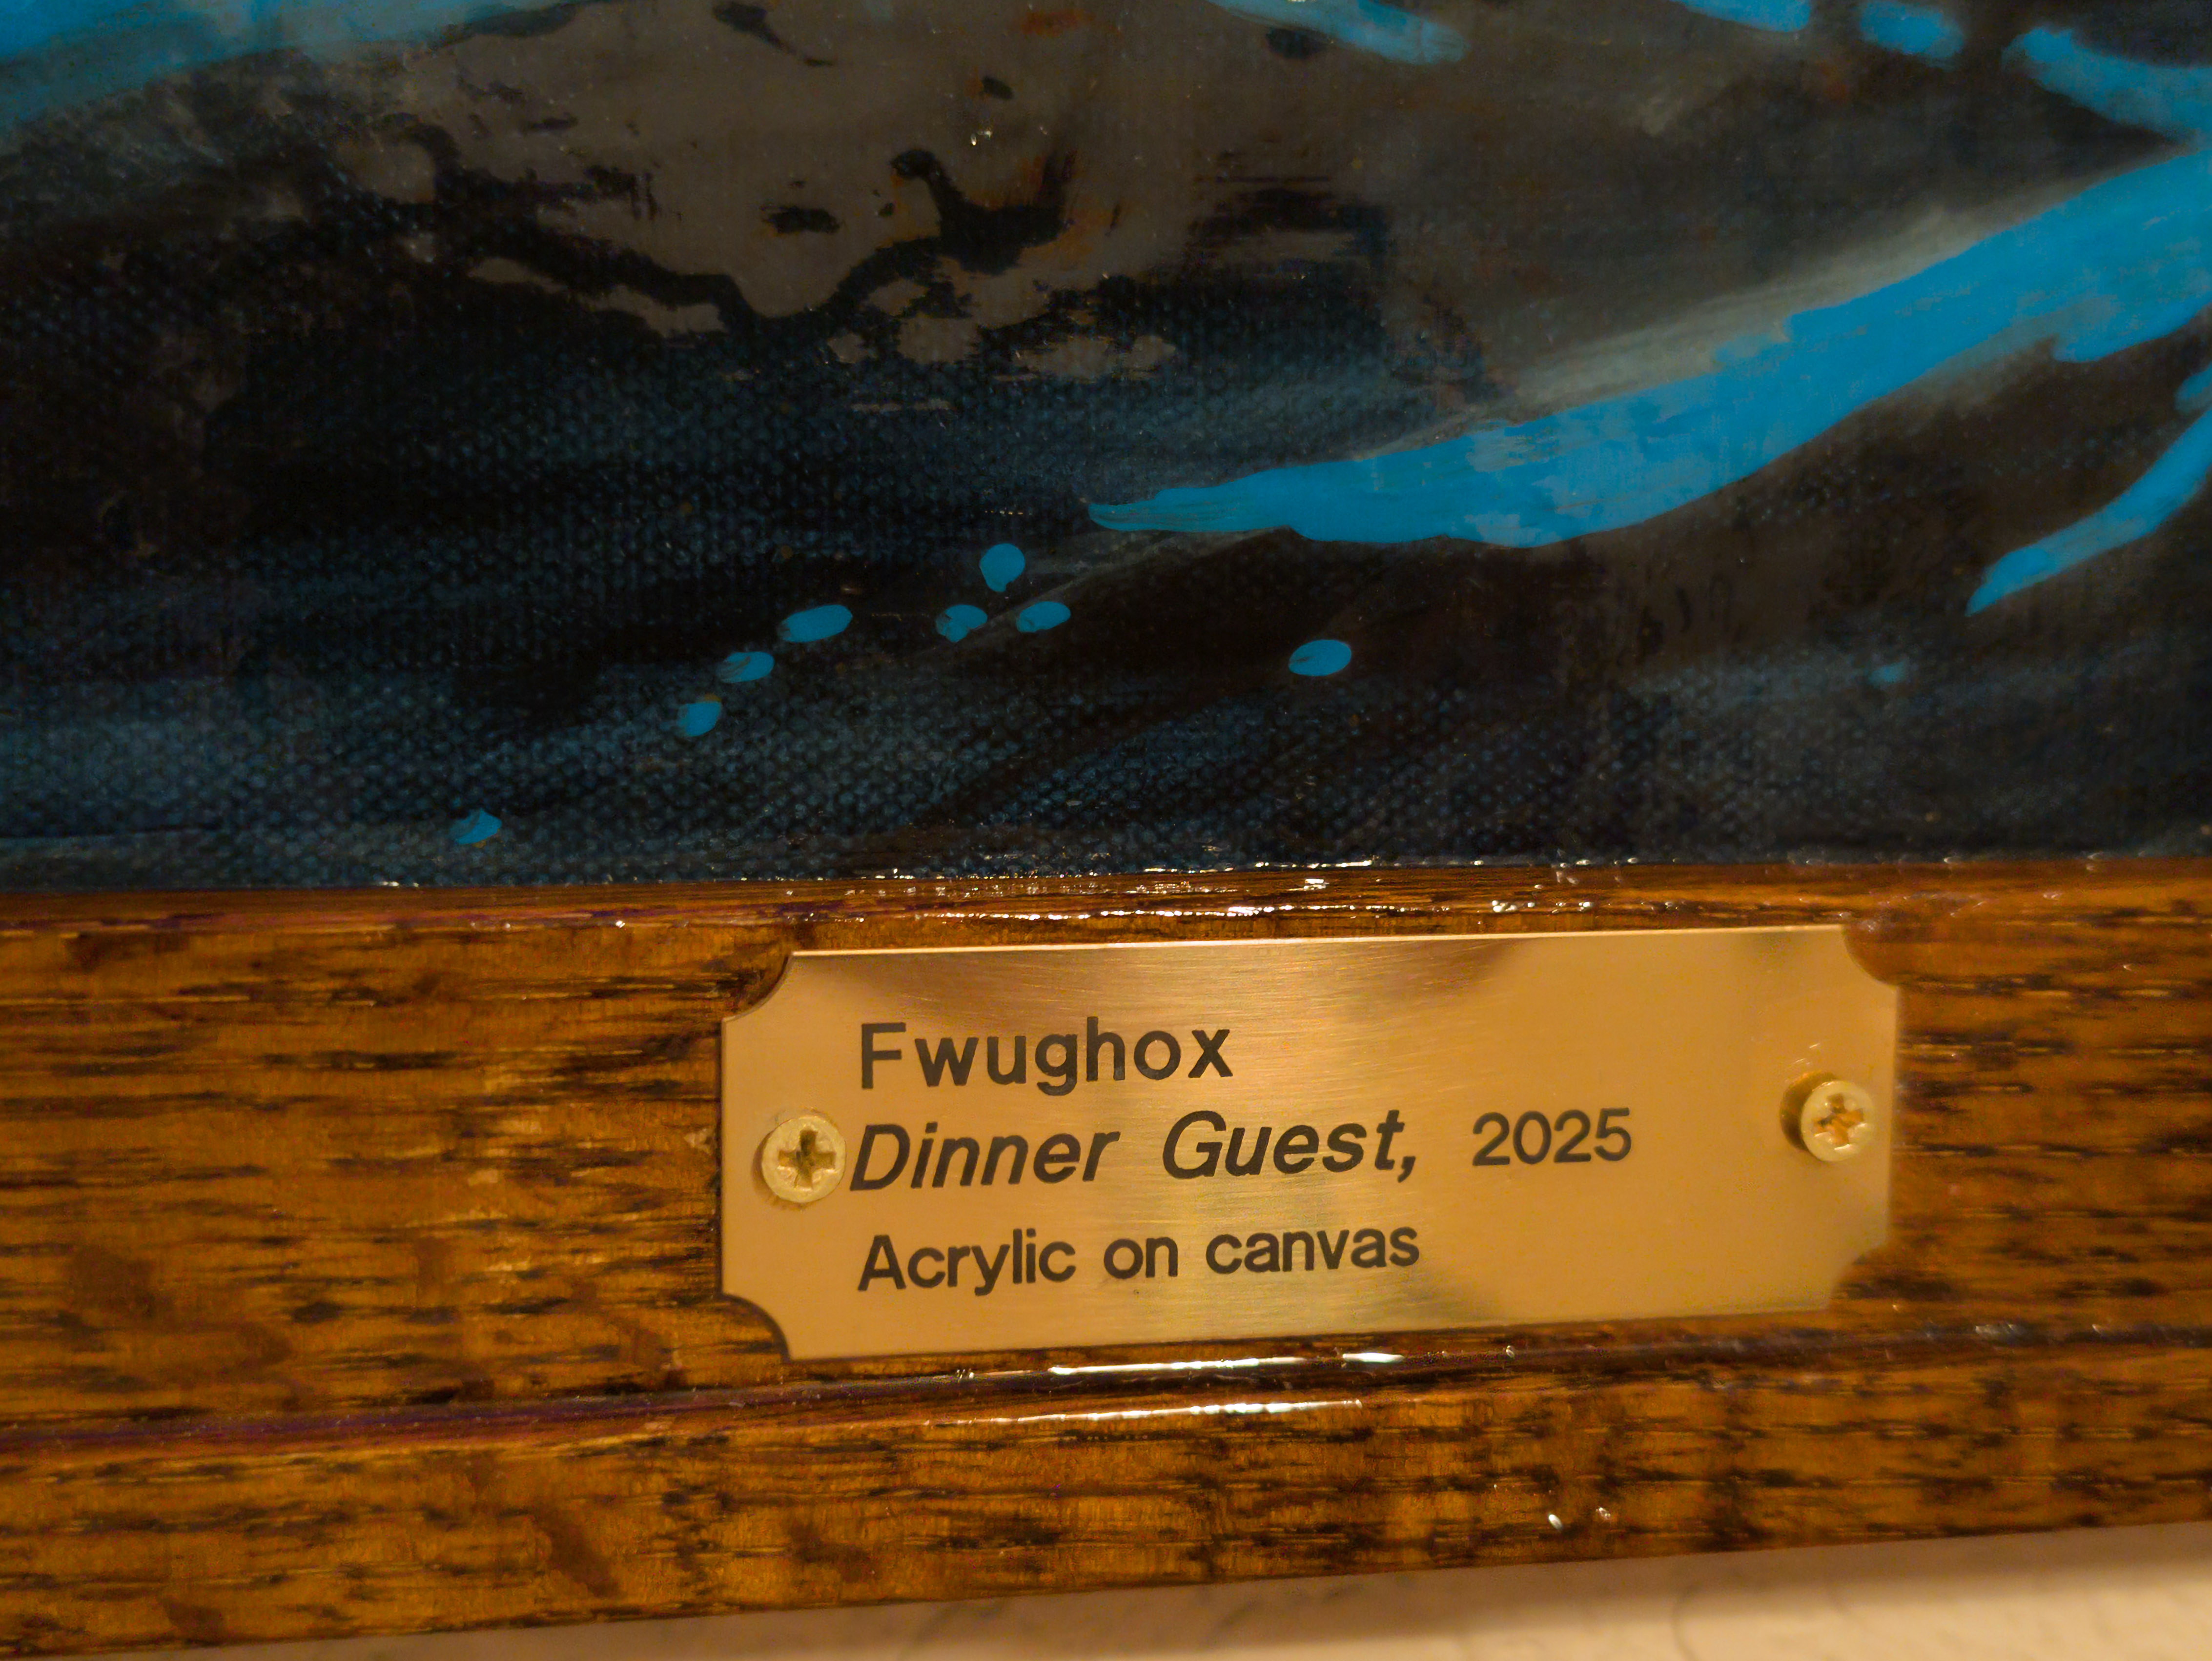 Fwughox
Dinner Guest, 2025
Acrylic on canvas